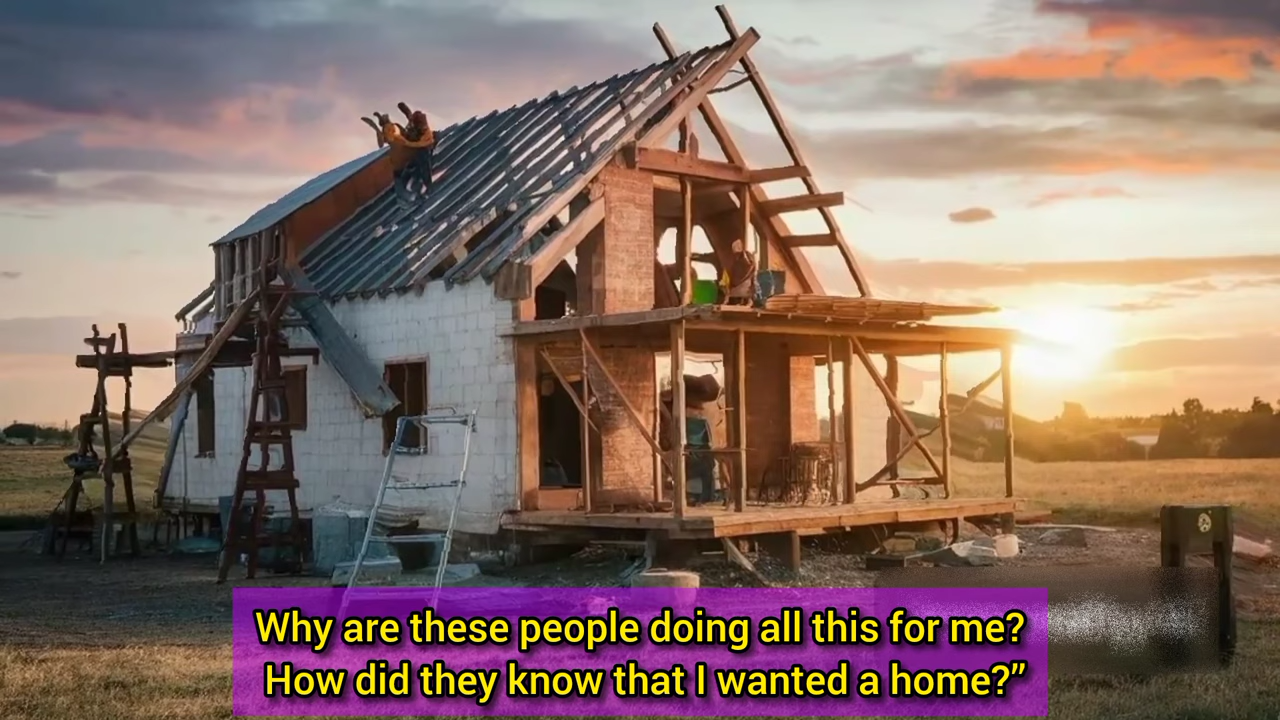 Why are these people doing all this for me?
How did they know that I wanted a home?”